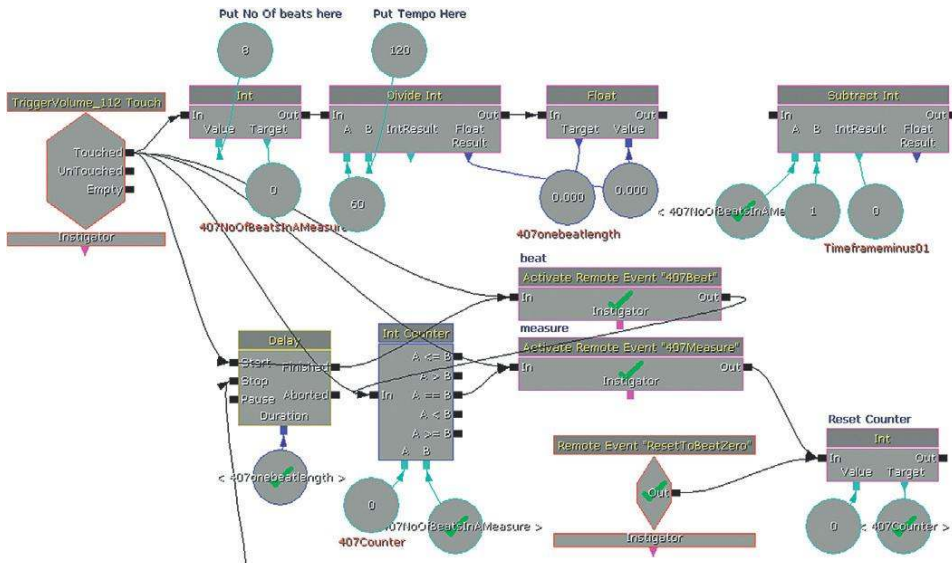 Put No Of beats here
Put Tempo Here
8
120
TriggerVolume_112 Touch
Int
Divide Int
Float
Subtract Int
In Out
Value Target
In Out
A B IntResult Float Result
In Out
Target Value
In Out
A B IntResult Float Result
Touched
UnTouched
Empty
Instigator
0
407NoOfBeatsInAMeasure
60
0.000
0.000
407onebeatlength
< 407NoOfBeatsInAMea
1
0
Timeframeminus01
beat
Activate Remote Event "407Beat"
In Out
Instigator
measure
Activate Remote Event "407Measure"
In Out
Instigator
Delay
Start Finished
Stop
Aborted
Pause
Duration
< 407onebeatlength >
Int Counter
A <= B
A > B
In A == B
A < B
A >= B
A B
0
407Counter
407NoOfBeatsInAMeasure >
Remote Event "ResetToBeatZero"
Out
Instigator
Reset Counter
Int
In Out
Value Target
0
< 407Counter >